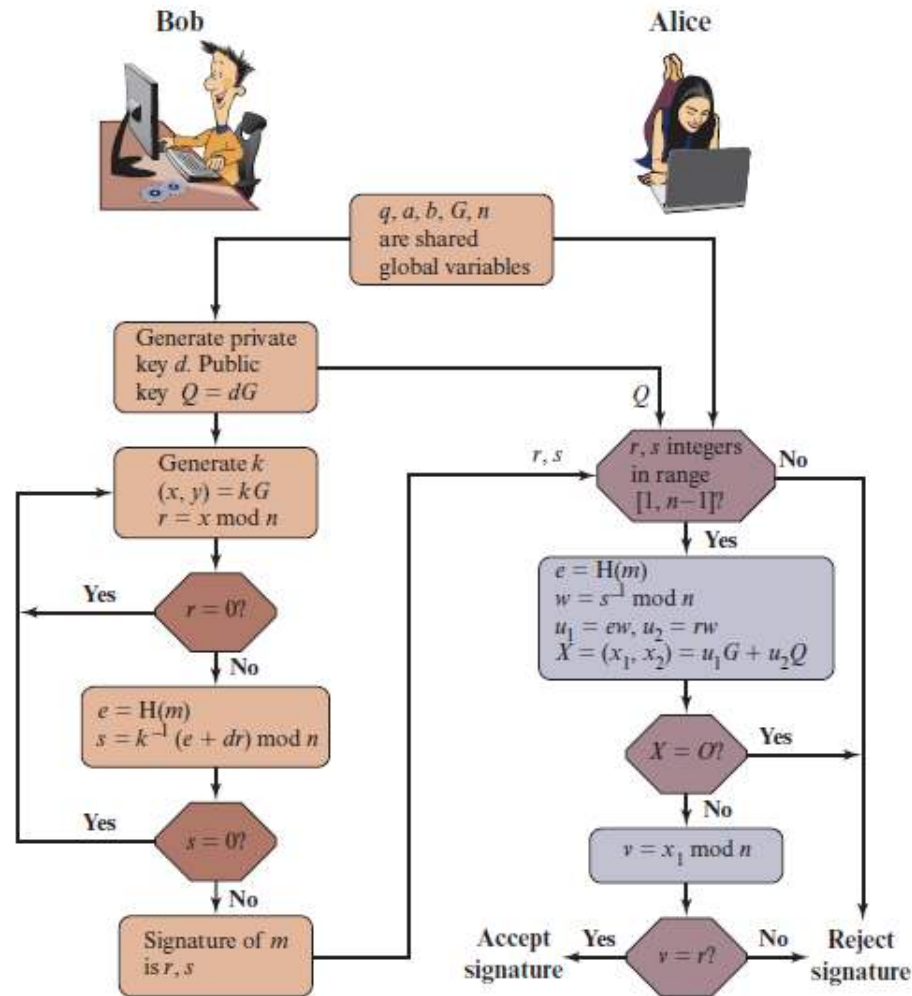 Bob
Alice
q, a, b, G, n
are shared
global variables
Generate private
key d. Public
key Q = dG
Q
Generate k
(x, y) = kG
r = x mod n
r, s
r, s integers
in range
[1, n–1]?
No
Yes
Yes
r = 0?
No
e = H(m)
w = s⁻¹ mod n
u₁ = ew, u₂ = rw
X = (x₁, x₂) = u₁G + u₂Q
e = H(m)
s = k⁻¹ (e + dr) mod n
X = O?
Yes
No
Yes
s = 0?
No
v = x₁ mod n
Signature of m
is r, s
Accept
signature
Yes
v = r?
No
Reject
signature